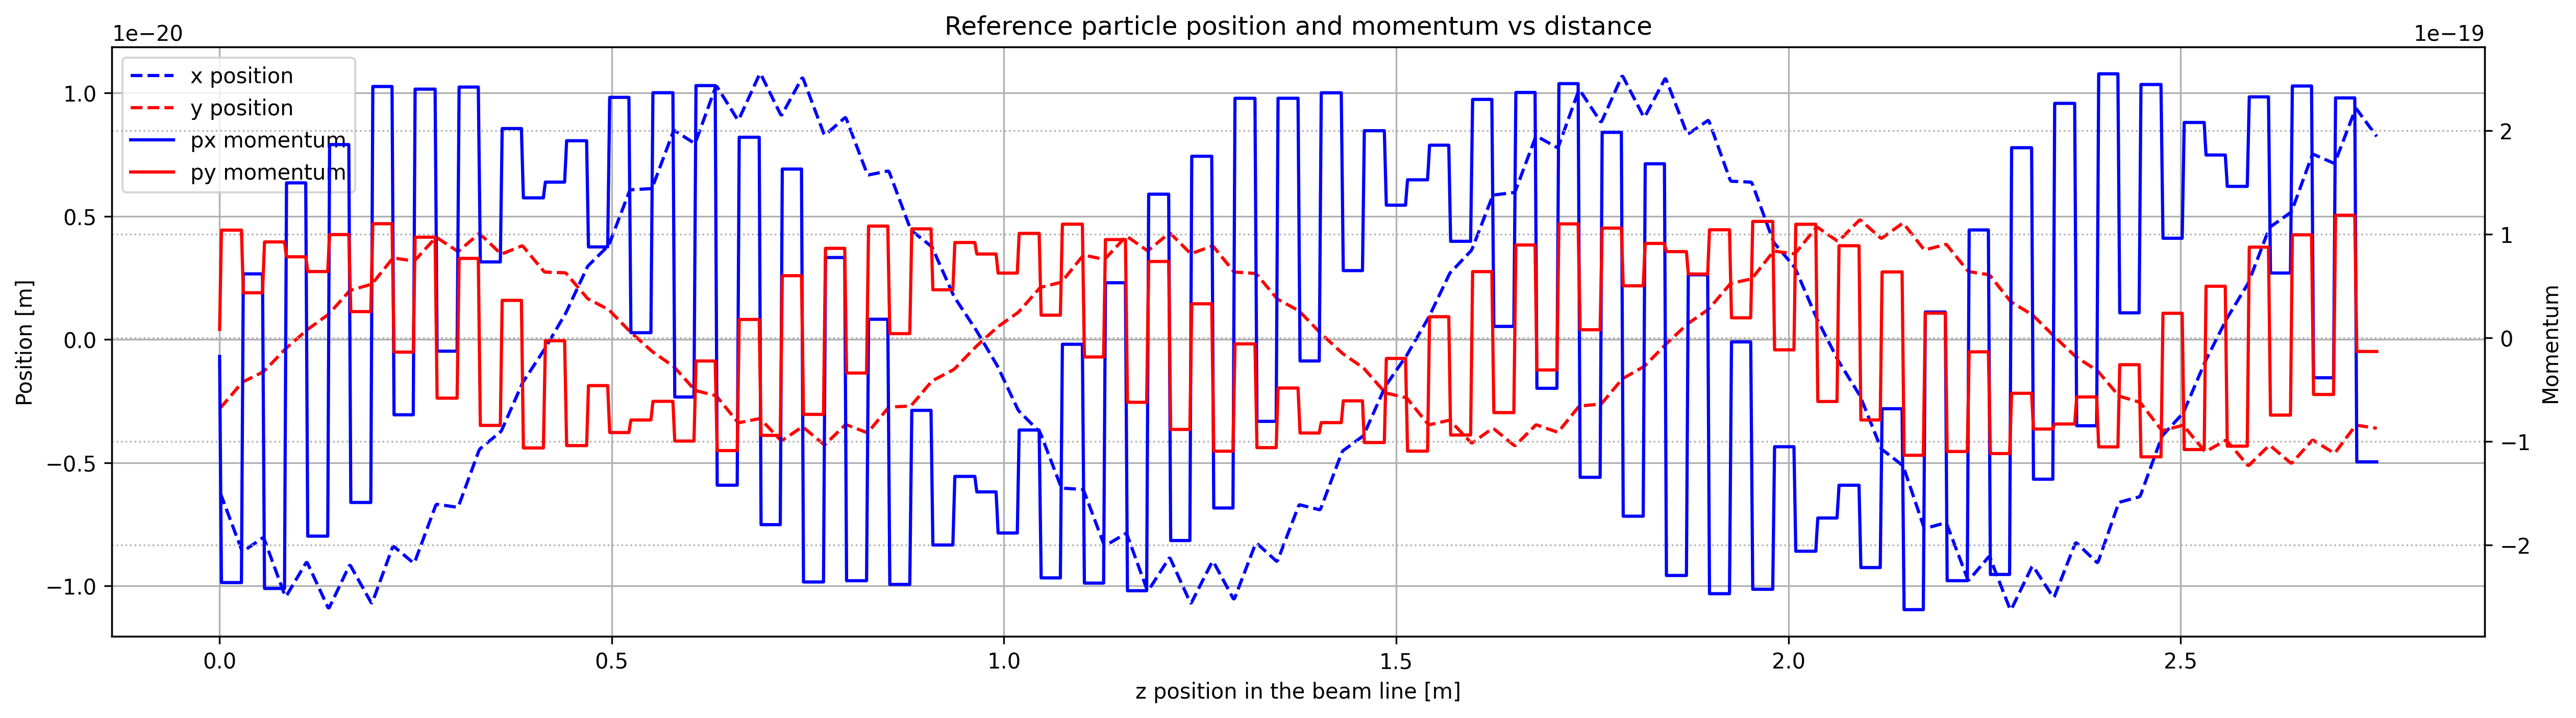 Reference particle position and momentum vs distance
1e−20
1e−19
x position
y position
px momentum
py momentum
1.0
0.5
0.0
−0.5
−1.0
Position [m]
2
1
0
−1
−2
Momentum
0.0 0.5 1.0 1.5 2.0 2.5
z position in the beam line [m]